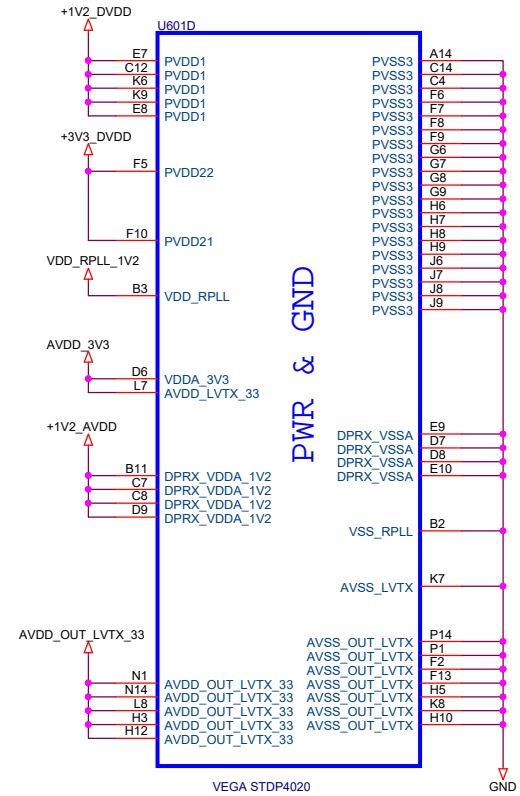 +1V2_DVDD
U601D
E7 PVDD1
C12 PVDD1
K6 PVDD1
K9 PVDD1
E8 PVDD1
+3V3_DVDD
F5 PVDD22
F10 PVDD21
VDD_RPLL_1V2
B3 VDD_RPLL
AVDD_3V3
D6 VDDA_3V3
L7 AVDD_LVTX_33
+1V2_AVDD
B11 DPRX_VDDA_1V2
C7 DPRX_VDDA_1V2
C8 DPRX_VDDA_1V2
D9 DPRX_VDDA_1V2
AVDD_OUT_LVTX_33
N1 AVDD_OUT_LVTX_33
N14 AVDD_OUT_LVTX_33
L8 AVDD_OUT_LVTX_33
H3 AVDD_OUT_LVTX_33
H12 AVDD_OUT_LVTX_33
PWR & GND
PVSS3 A14
PVSS3 C14
PVSS3 C4
PVSS3 F6
PVSS3 F7
PVSS3 F8
PVSS3 F9
PVSS3 G6
PVSS3 G7
PVSS3 G8
PVSS3 G9
PVSS3 H6
PVSS3 H7
PVSS3 H8
PVSS3 H9
PVSS3 J6
PVSS3 J7
PVSS3 J8
PVSS3 J9
DPRX_VSSA E9
DPRX_VSSA D7
DPRX_VSSA D8
DPRX_VSSA E10
VSS_RPLL B2
AVSS_LVTX K7
AVSS_OUT_LVTX P14
AVSS_OUT_LVTX P1
AVSS_OUT_LVTX F2
AVSS_OUT_LVTX F13
AVSS_OUT_LVTX H5
AVSS_OUT_LVTX K8
AVSS_OUT_LVTX H10
VEGA STDP4020
GND